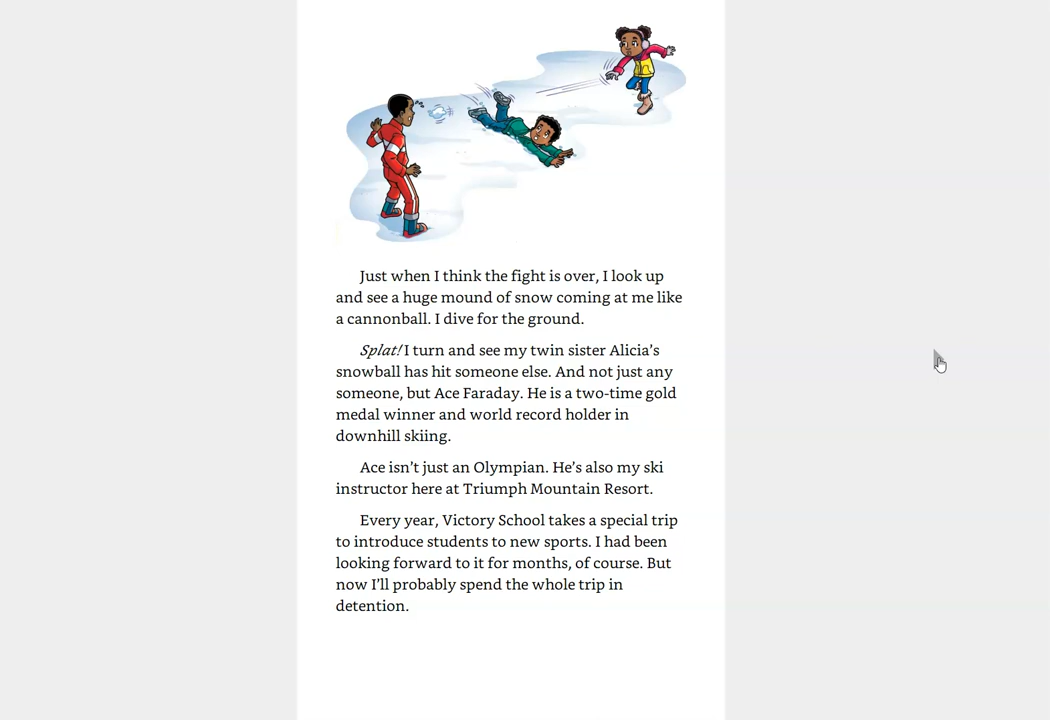 Just when I think the fight is over, I look up
and see a huge mound of snow coming at me like
a cannonball. I dive for the ground.
Splat! I turn and see my twin sister Alicia’s
snowball has hit someone else. And not just any
someone, but Ace Faraday. He is a two-time gold
medal winner and world record holder in
downhill skiing.
Ace isn’t just an Olympian. He’s also my ski
instructor here at Triumph Mountain Resort.
Every year, Victory School takes a special trip
to introduce students to new sports. I had been
looking forward to it for months, of course. But
now I’ll probably spend the whole trip in
detention.